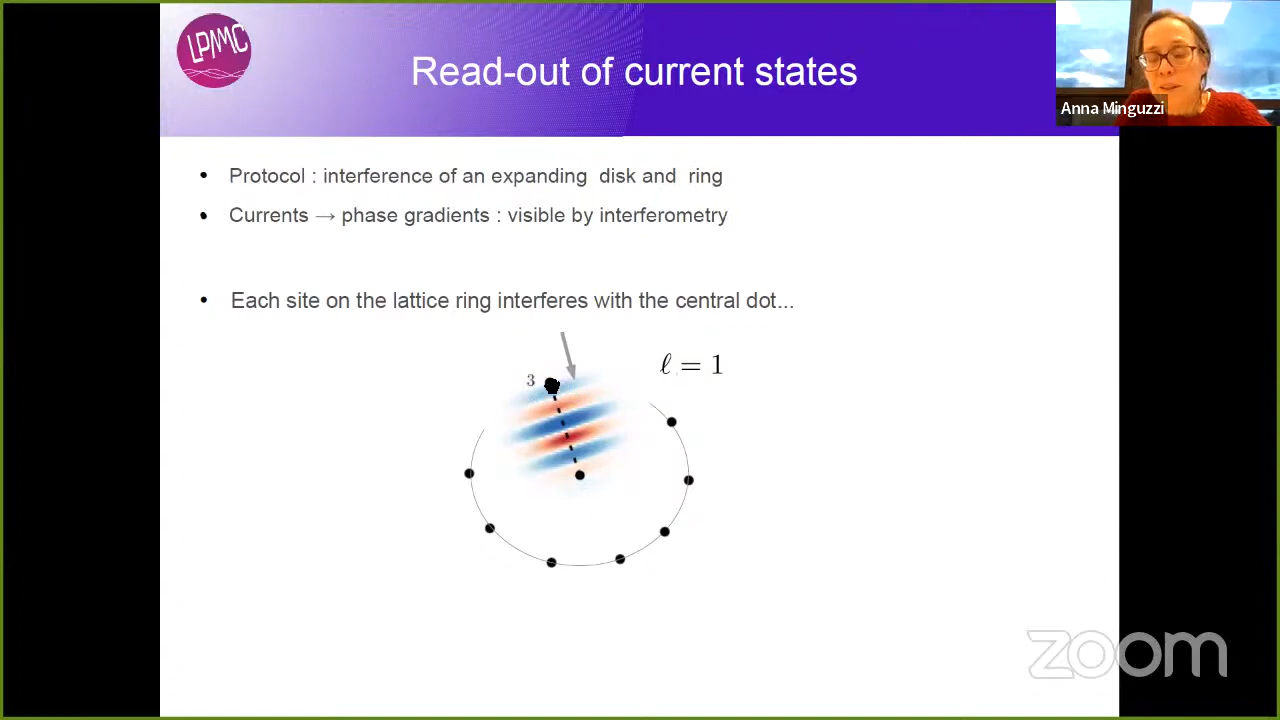 LPMMC
Read-out of current states
Anna Minguzzi
• Protocol : interference of an expanding disk and ring
• Currents → phase gradients : visible by interferometry
• Each site on the lattice ring interferes with the central dot...
ℓ = 1
3
zoom